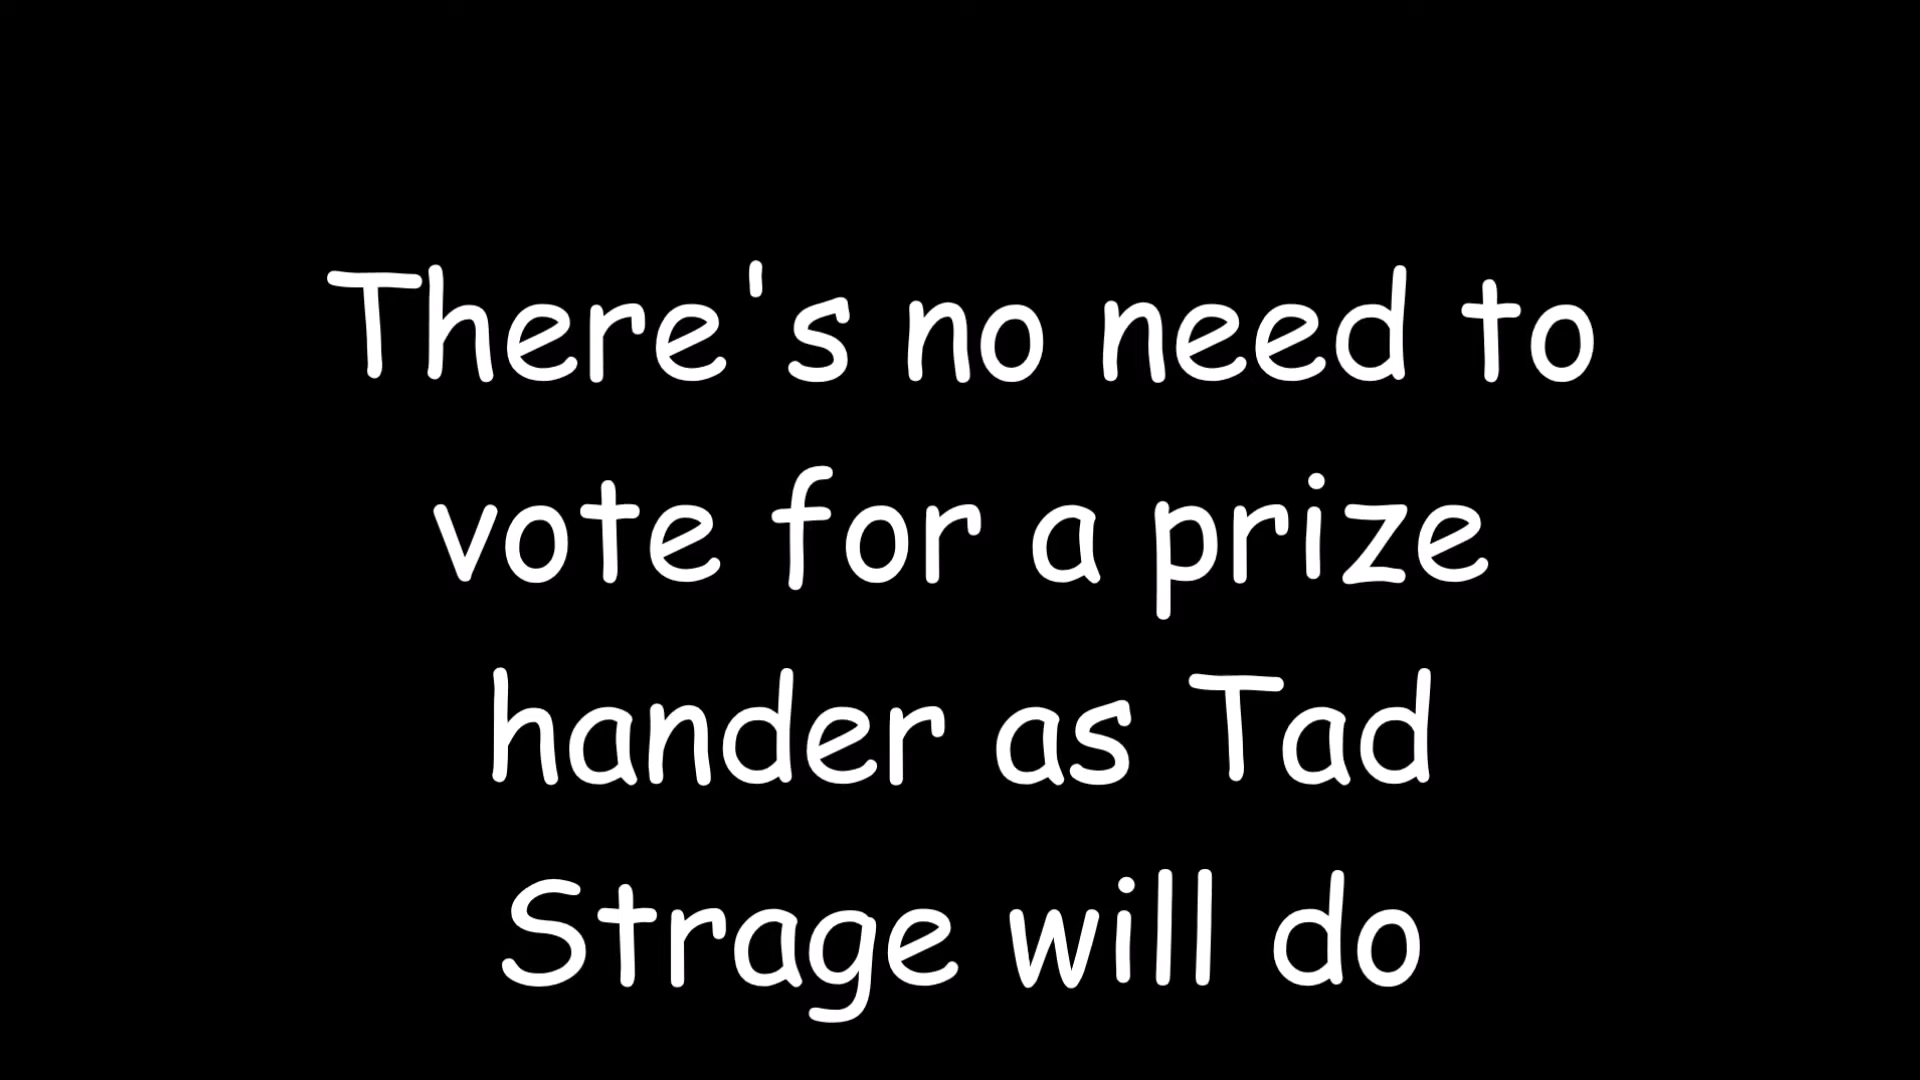 There's no need to
vote for a prize
hander as Tad
Strage will do